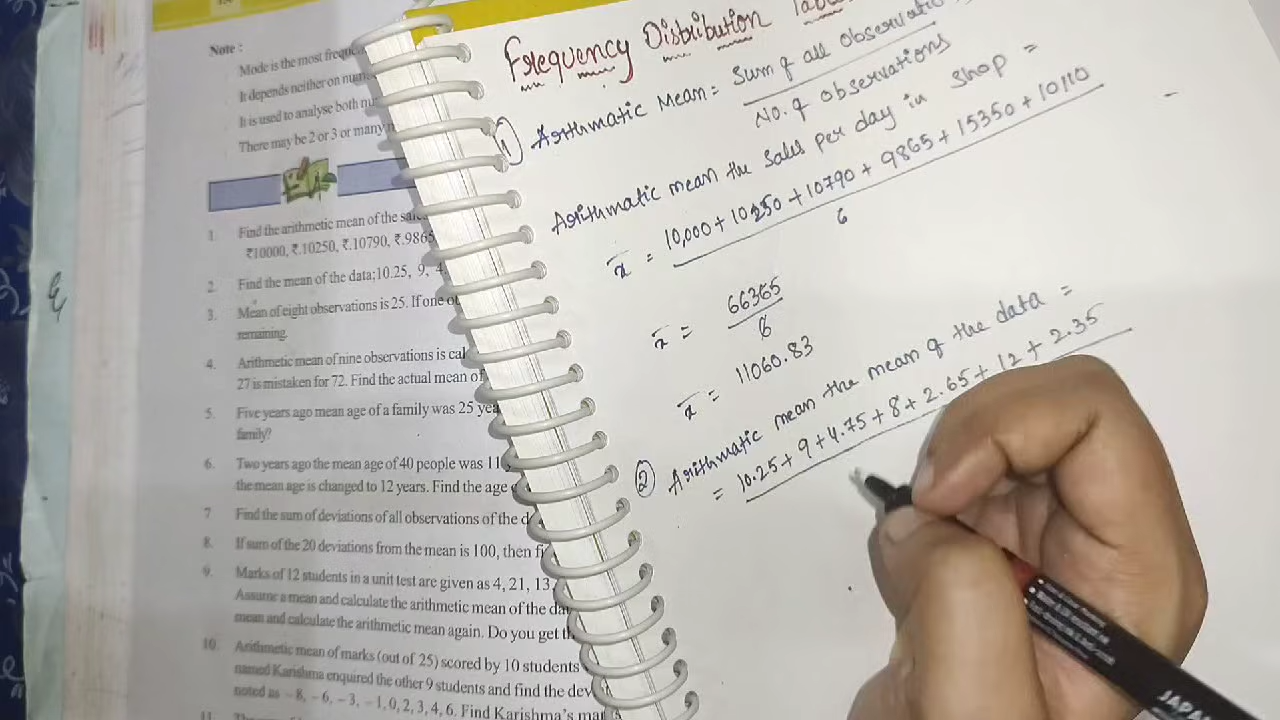 Note :
Mode is the most
It depends neither on
It is used to analyse both
There may be 2 or 3 or many
1. Find the arithmetic mean of the
₹10000, ₹.10250, ₹.10790, ₹.9865
2. Find the mean of the data;10.25, 9, 4
3. Mean of eight observations is 25. If one
remaining.
4. Arithmetic mean of nine observations is
27 is mistaken for 72. Find the actual mean of
5. Five years ago mean age of a family was 25
family?
6. Two years ago the mean age of 40 people was 11
the mean age is changed to 12 years. Find the age
7 Find the sum of deviations of all observations of the
8. If sum of the 20 deviations from the mean is 100, then
9. Marks of 12 students in a unit test are given as 4, 21, 13
Assume a mean and calculate the arithmetic mean of the
mean and calculate the arithmetic mean again. Do you get
10. Arithmetic mean of marks (out of 25) scored by 10 students
named Karishma enquired the other 9 students and find the
noted as −8, −6, −3, −1, 0, 2, 3, 4, 6. Find Karishma's
11.
Frequency Distribution
1 Arithmatic Mean = Sum of all
No. of observations
Arithmatic mean the sales per day in shop =
x̄ = 10,000 + 10250 + 10790 + 9865 + 15350 + 10110
6
x̄ = 66365
6
x̄ = 11060.83
2 Arithmatic mean the mean of the data =
= 10.25 + 9 + 4.75 + 8 + 2.65 + 12 + 2.35
JAPA